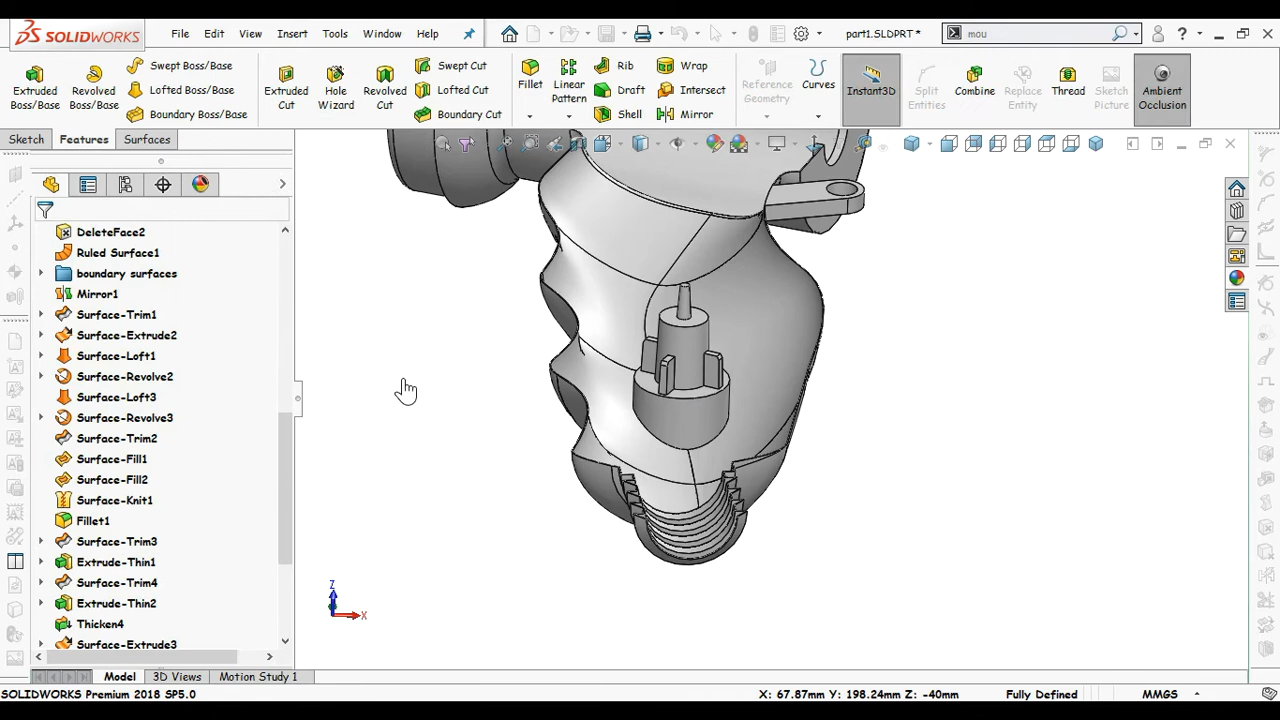 SOLIDWORKS File Edit View Insert Tools Window Help part1.SLDPRT * mou
Extruded Boss/Base
Revolved Boss/Base
Swept Boss/Base
Lofted Boss/Base
Boundary Boss/Base
Extruded Cut
Hole Wizard
Revolved Cut
Swept Cut
Lofted Cut
Boundary Cut
Fillet
Linear Pattern
Rib
Draft
Shell
Wrap
Intersect
Mirror
Reference Geometry
Curves
Instant3D
Split Entities
Combine
Replace Entity
Thread
Sketch Picture
Ambient Occlusion
Sketch Features Surfaces
DeleteFace2
Ruled Surface1
boundary surfaces
Mirror1
Surface-Trim1
Surface-Extrude2
Surface-Loft1
Surface-Revolve2
Surface-Loft3
Surface-Revolve3
Surface-Trim2
Surface-Fill1
Surface-Fill2
Surface-Knit1
Fillet1
Surface-Trim3
Extrude-Thin1
Surface-Trim4
Extrude-Thin2
Thicken4
Surface-Extrude3
Z
X
Model 3D Views Motion Study 1
SOLIDWORKS Premium 2018 SP5.0 X: 67.87mm Y: 198.24mm Z: -40mm Fully Defined MMGS